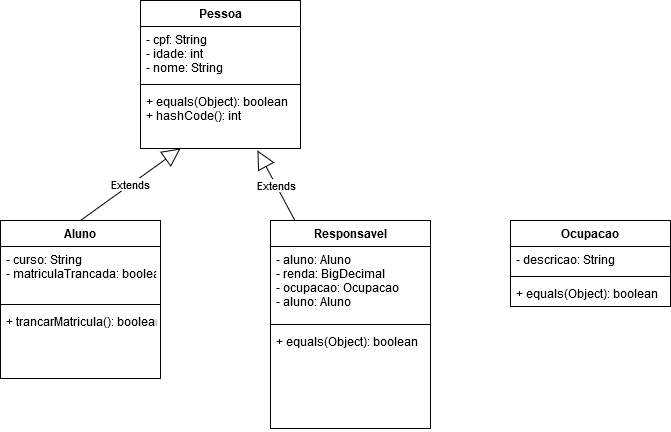 Pessoa
- cpf: String
- idade: int
- nome: String
+ equals(Object): boolean
+ hashCode(): int
Extends
Extends
Aluno
- curso: String
- matriculaTrancada: boolea
+ trancarMatricula(): boolean
Responsavel
- aluno: Aluno
- renda: BigDecimal
- ocupacao: Ocupacao
- aluno: Aluno
+ equals(Object): boolean
Ocupacao
- descricao: String
+ equals(Object): boolean